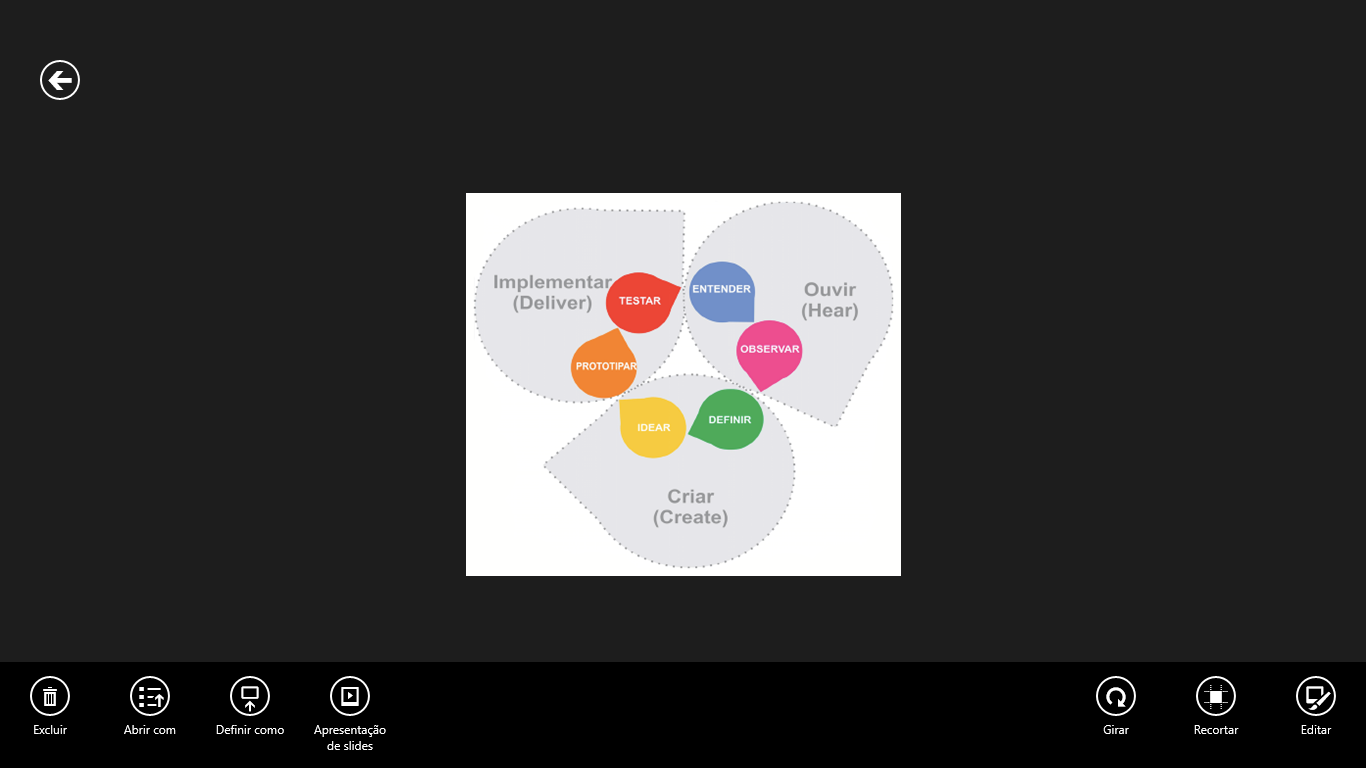 Implementar
(Deliver)
TESTAR
ENTENDER
Ouvir
(Hear)
OBSERVAR
PROTOTIPAR
IDEAR
DEFINIR
Criar
(Create)
Excluir
Abrir com
Definir como
Apresentação
de slides
Girar
Recortar
Editar